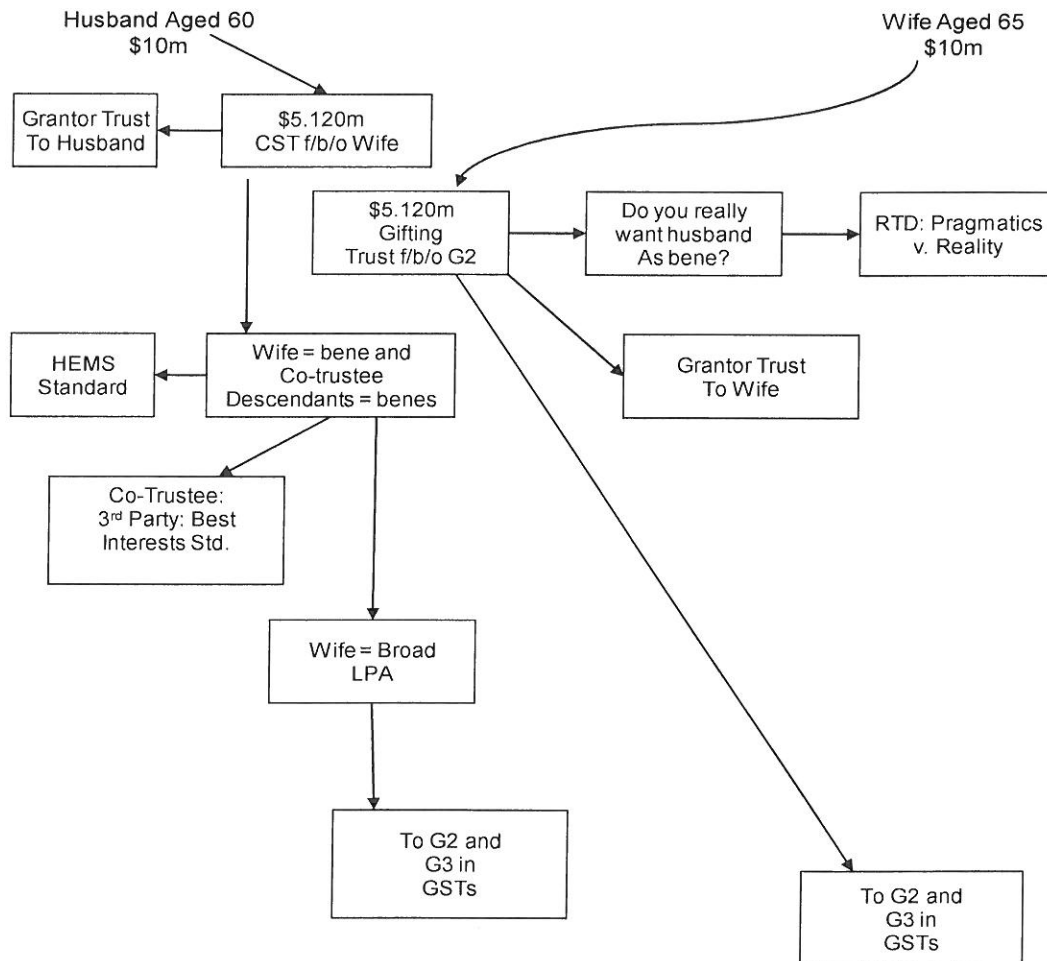 Husband Aged 60
$10m
Wife Aged 65
$10m
Grantor Trust
To Husband
$5.120m
CST f/b/o Wife
$5.120m
Gifting
Trust f/b/o G2
Do you really
want husband
As bene?
RTD: Pragmatics
v. Reality
HEMS
Standard
Wife = bene and
Co-trustee
Descendants = benes
Grantor Trust
To Wife
Co-Trustee:
3rd Party: Best
Interests Std.
Wife = Broad
LPA
To G2 and
G3 in
GSTs
To G2 and
G3 in
GSTs